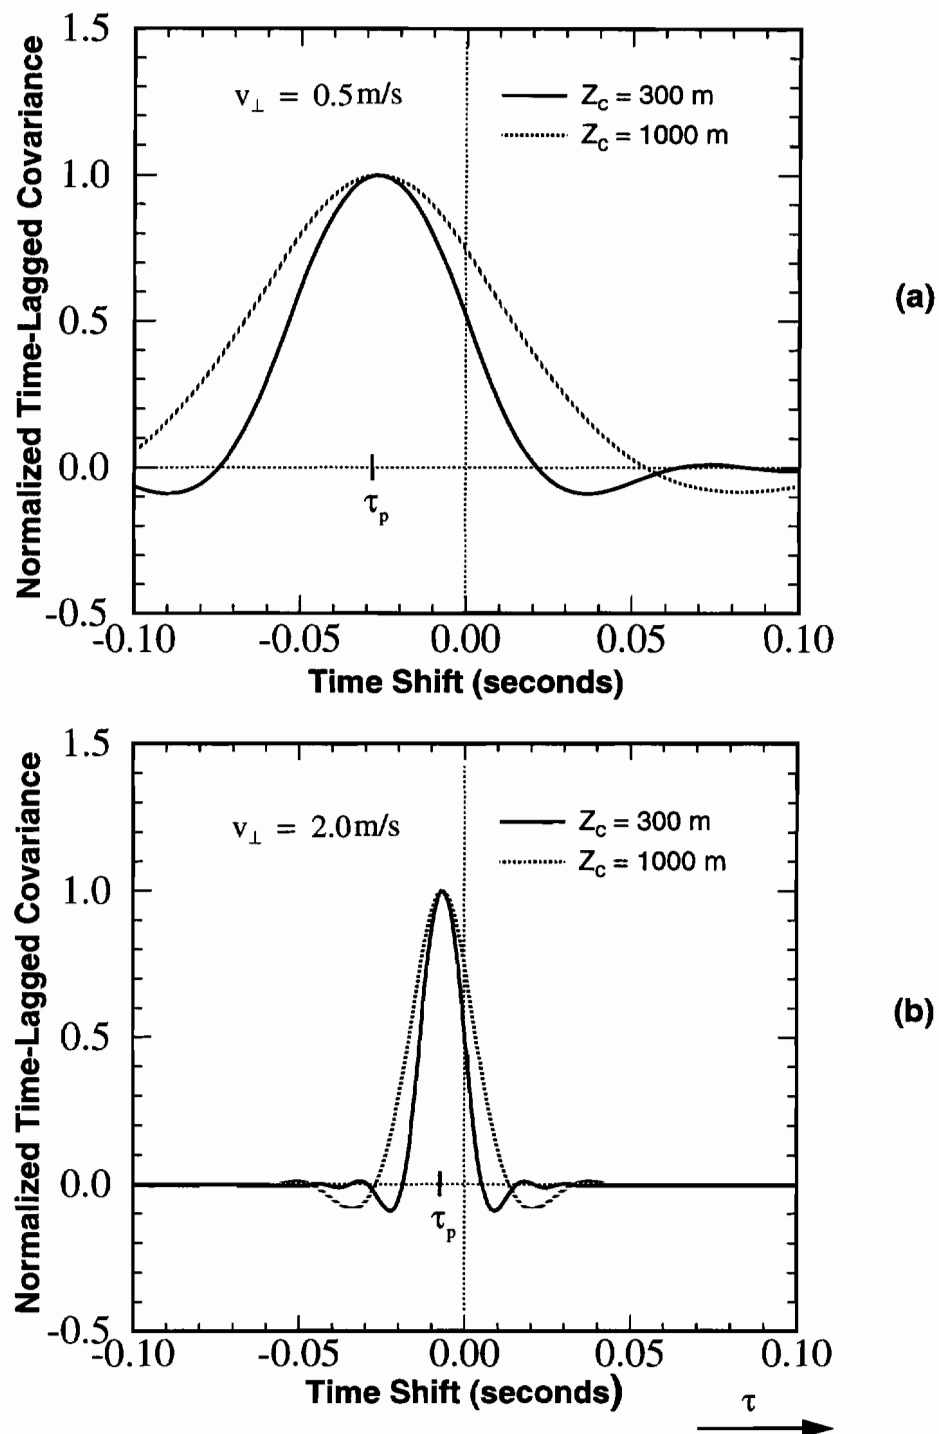 1.5
v⊥ = 0.5 m/s
Z_C = 300 m
Z_C = 1000 m
1.0
0.5
0.0
-0.5
τ_p
Normalized Time-Lagged Covariance
(a)
-0.10 -0.05 0.00 0.05 0.10
Time Shift (seconds)
1.5
v⊥ = 2.0 m/s
Z_C = 300 m
Z_C = 1000 m
1.0
0.5
0.0
-0.5
τ_p
Normalized Time-Lagged Covariance
(b)
-0.10 -0.05 0.00 0.05 0.10
Time Shift (seconds)
τ